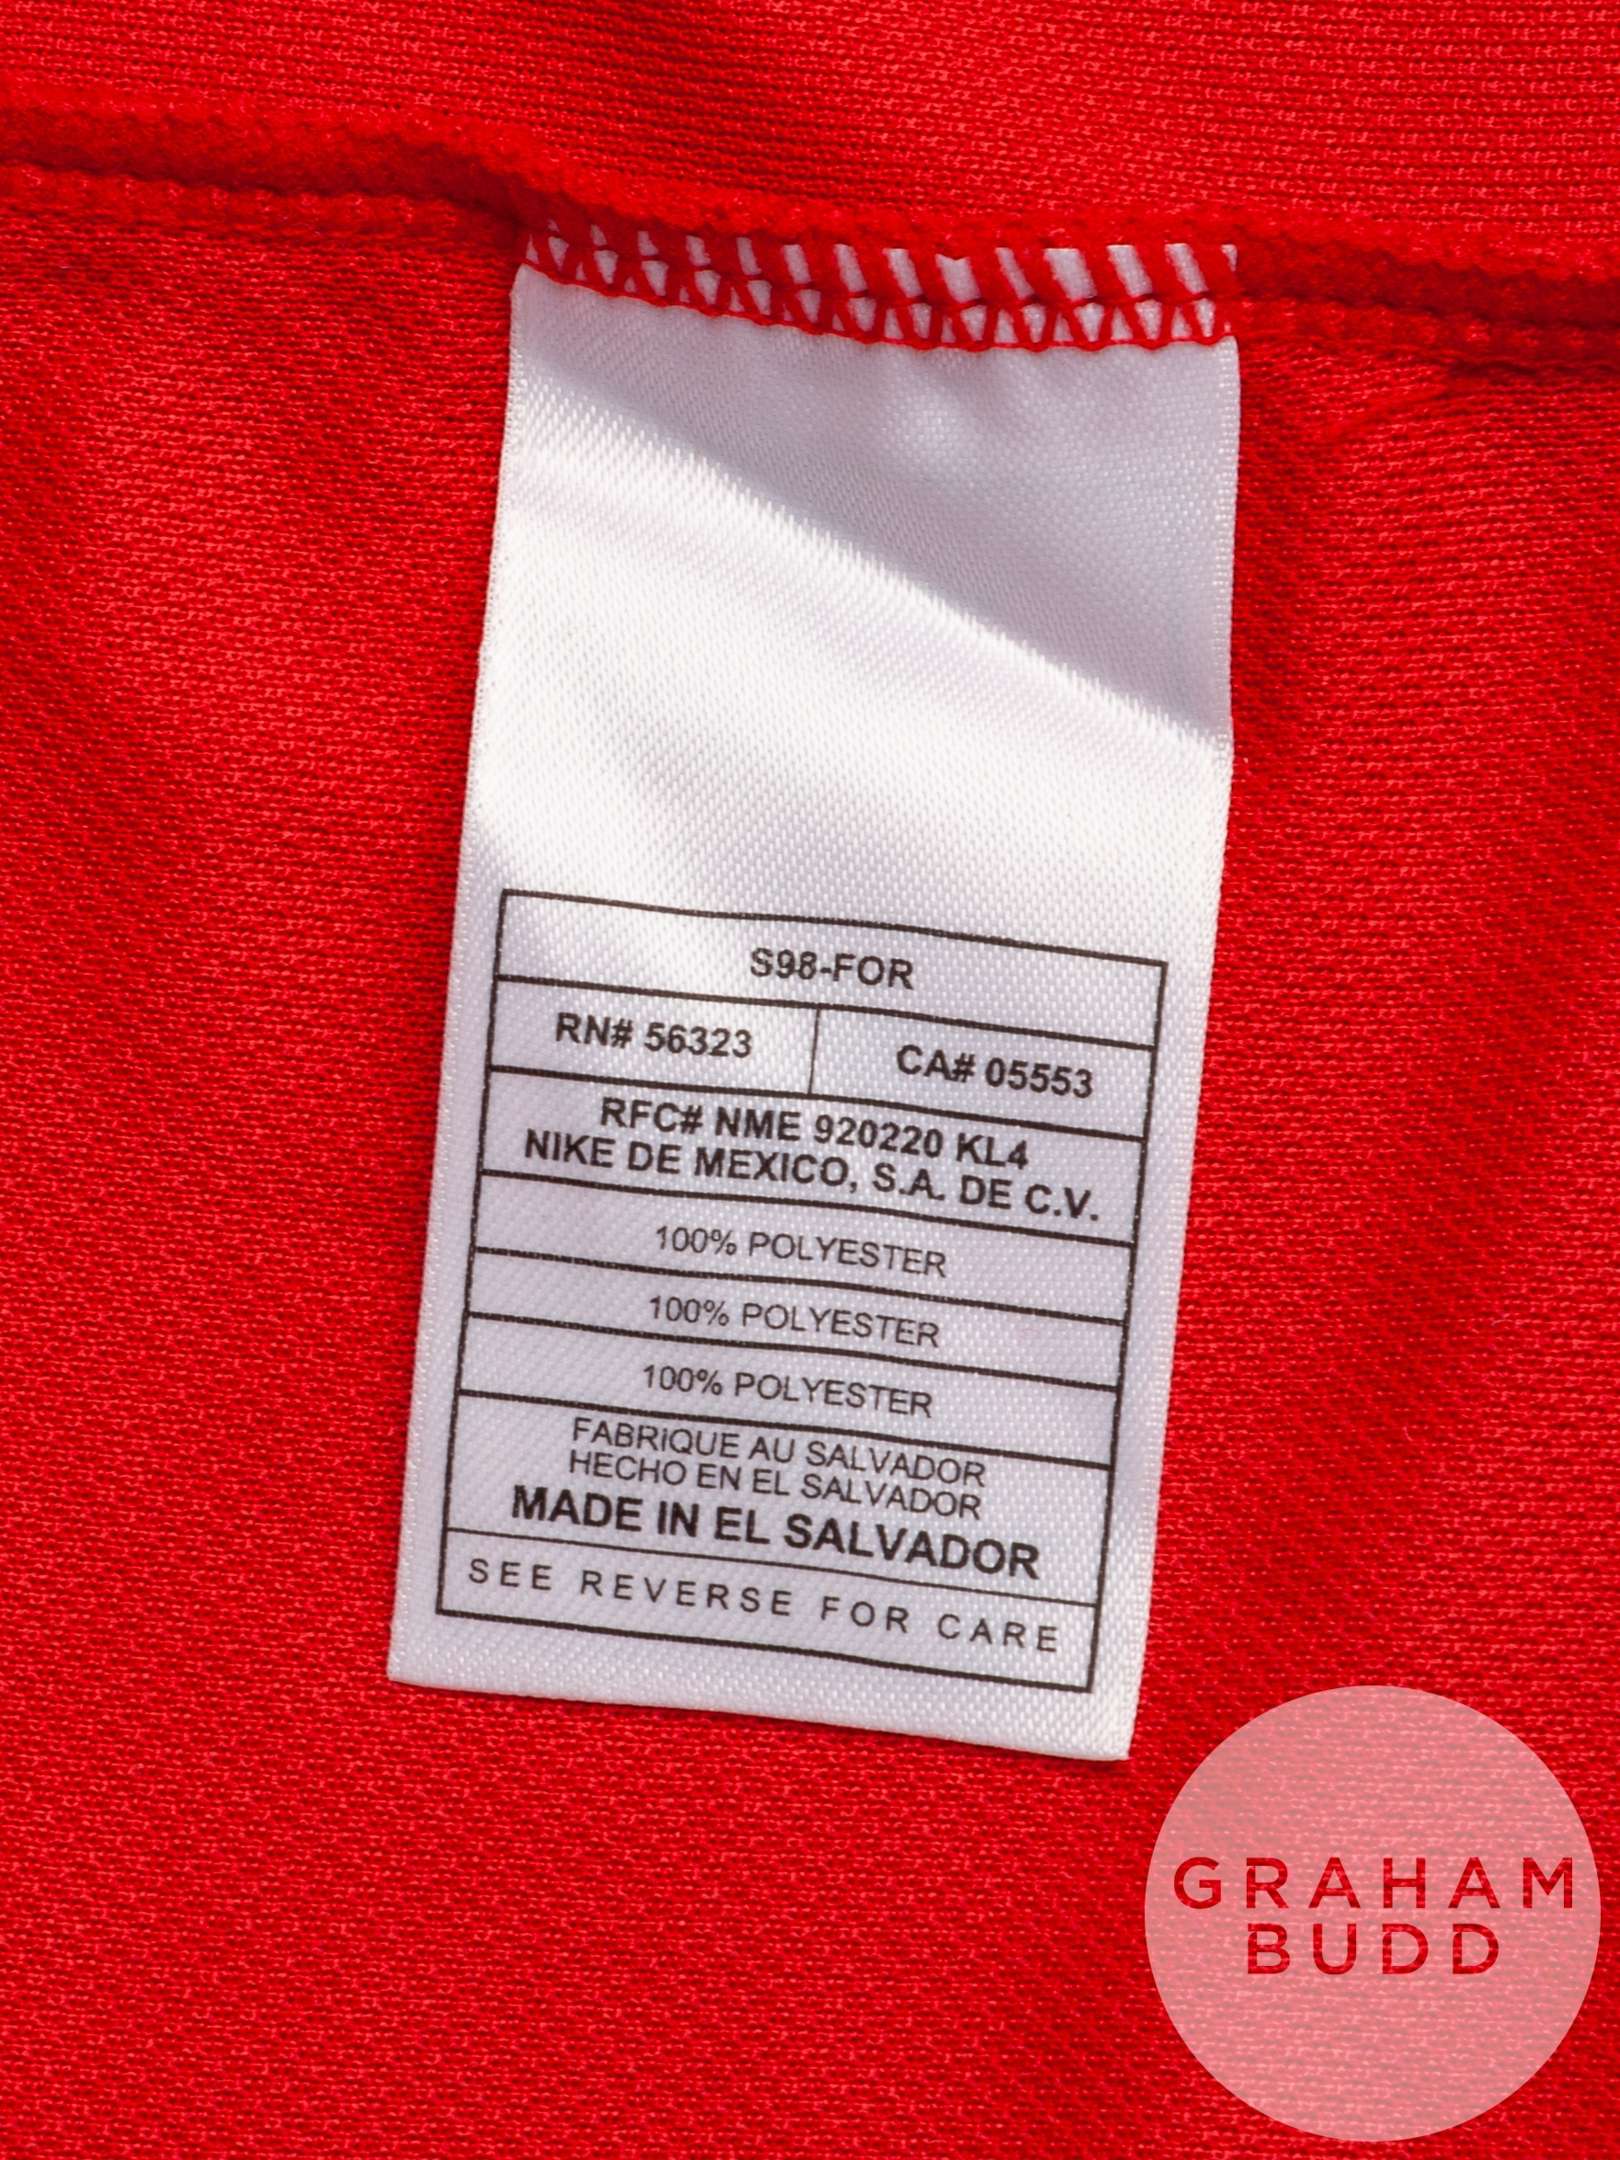 S98-FOR
RN# 56323 CA# 05553
RFC# NME 920220 KL4
NIKE DE MEXICO, S.A. DE C.V.
100% POLYESTER
100% POLYESTER
100% POLYESTER
FABRiQUE AU SALVADOR
HECHO EN EL SALVADOR
MADE IN EL SALVADOR
SEE REVERSE FOR CARE
GRAHAM
BUDD